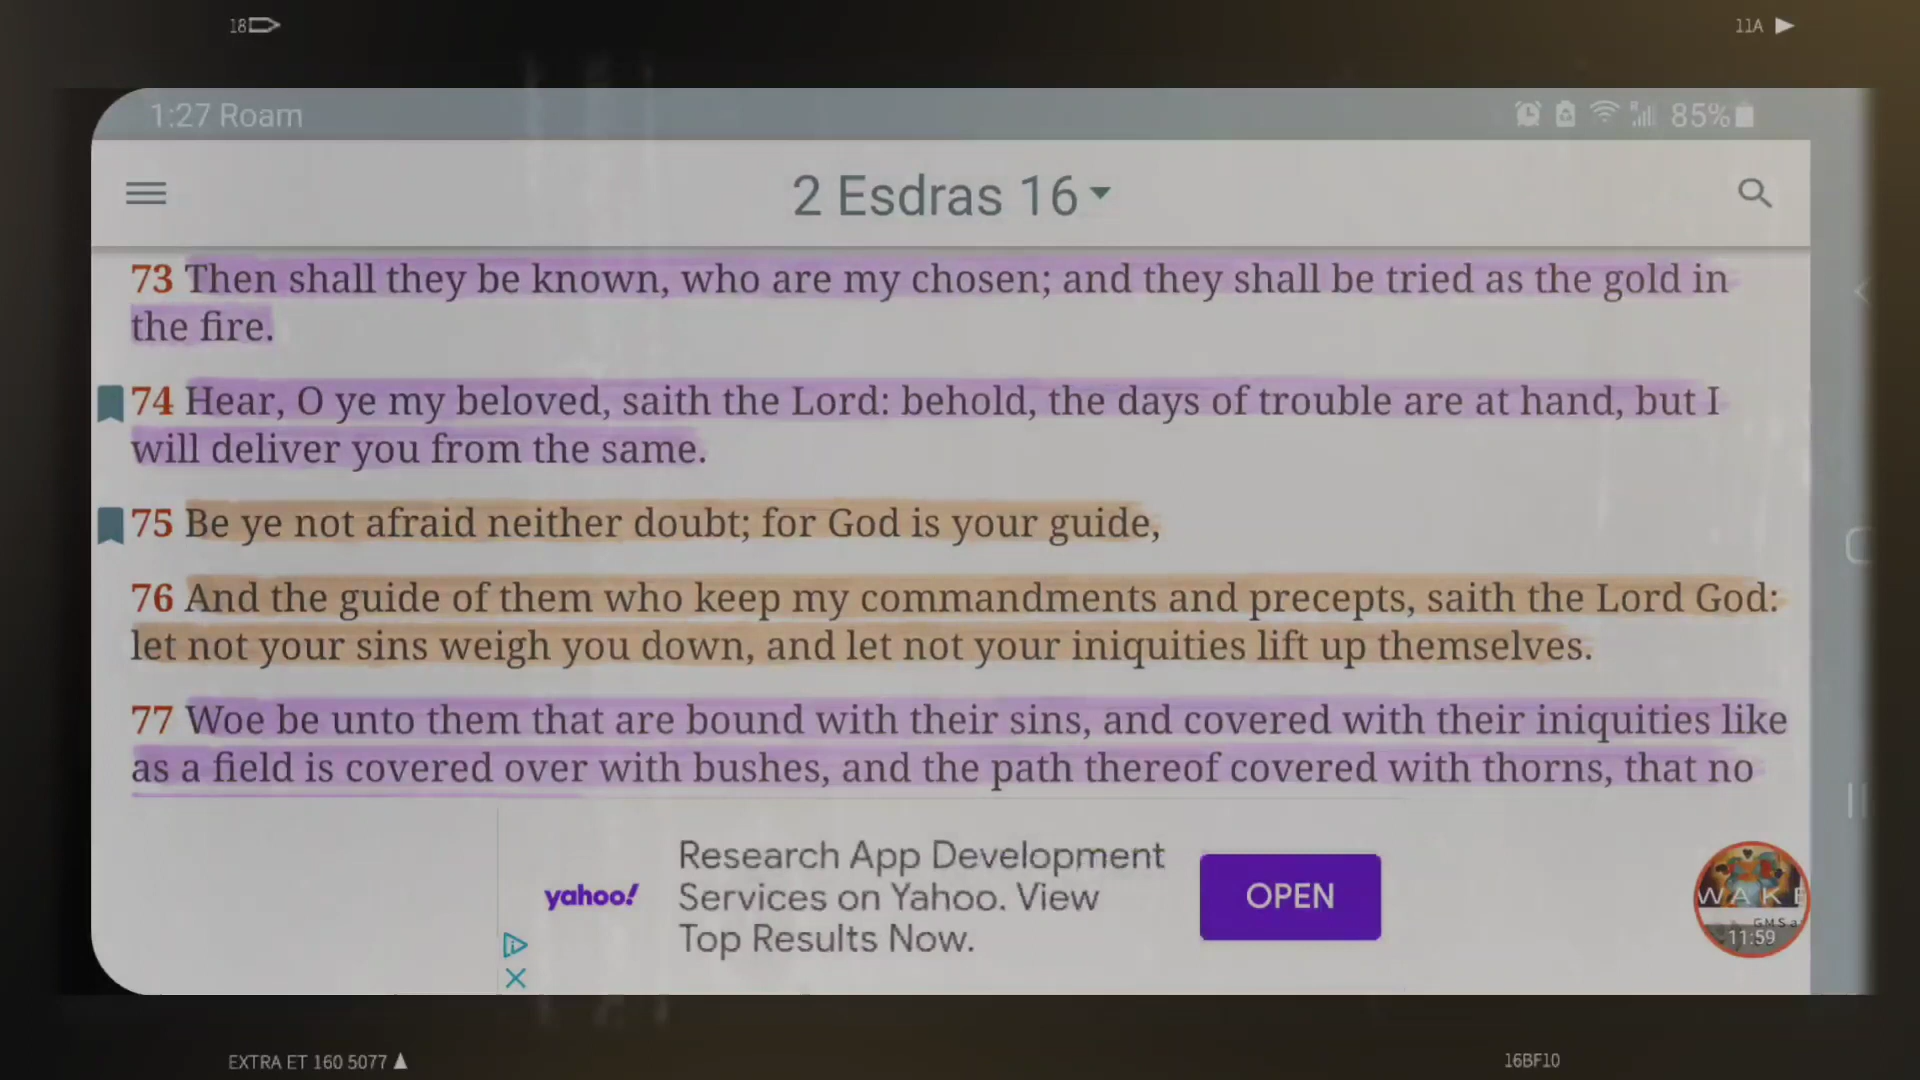 18
11A
1:27 Roam
85%
2 Esdras 16
73 Then shall they be known, who are my chosen; and they shall be tried as the gold in
the fire.
74 Hear, O ye my beloved, saith the Lord: behold, the days of trouble are at hand, but I
will deliver you from the same.
75 Be ye not afraid neither doubt; for God is your guide,
76 And the guide of them who keep my commandments and precepts, saith the Lord God:
let not your sins weigh you down, and let not your iniquities lift up themselves.
77 Woe be unto them that are bound with their sins, and covered with their iniquities like
as a field is covered over with bushes, and the path thereof covered with thorns, that no
yahoo!
Research App Development
Services on Yahoo. View
Top Results Now.
OPEN
WAKE
GMS a
11:59
EXTRA ET 160 5077
16BF10